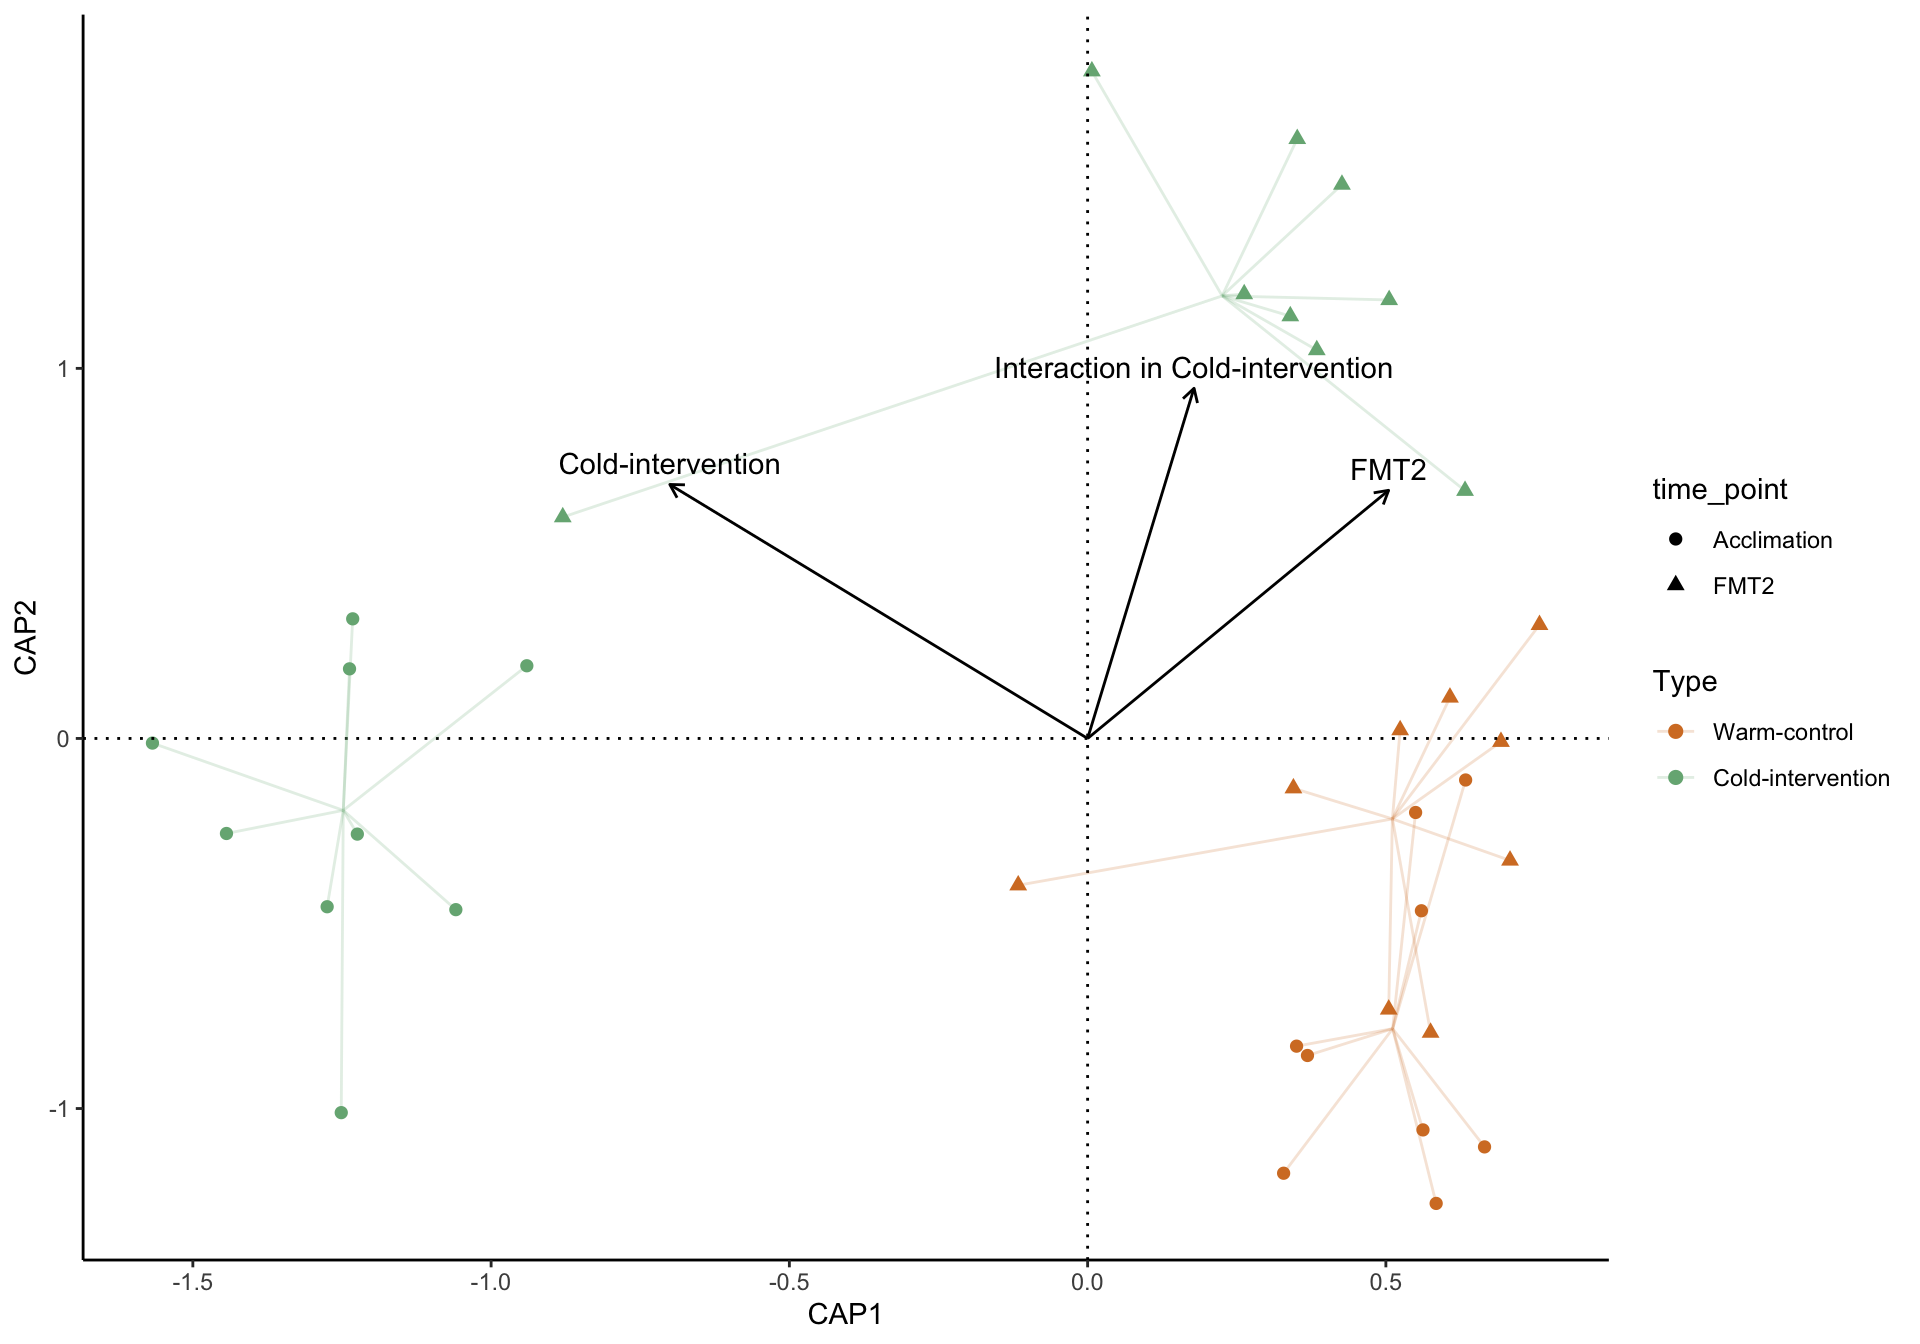 Interaction in Cold-intervention
Cold-intervention
FMT2
CAP2
1
0
-1
-1.5
-1.0
-0.5
0.0
0.5
CAP1
time_point
Acclimation
FMT2
Type
Warm-control
Cold-intervention